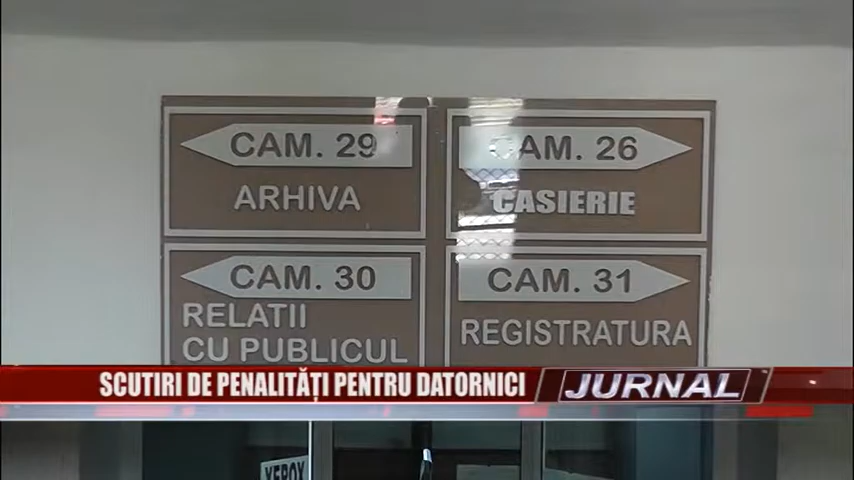 CAM. 29
ARHIVA
CAM. 26
CASIERIE
CAM. 30
RELATII
CU PUBLICUL
CAM. 31
REGISTRATURA
SCUTIRI DE PENALITĂȚI PENTRU DATORNICI
JURNAL
XEROX